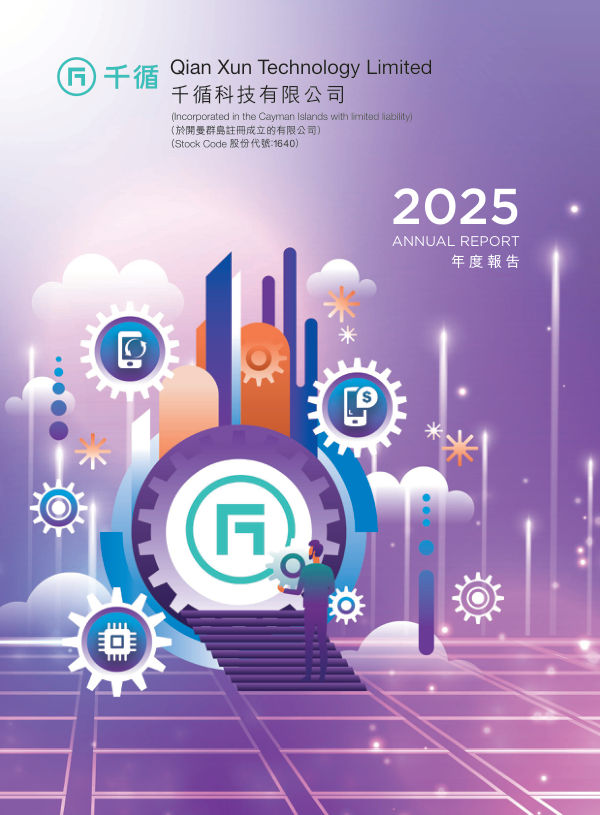 千循
Qian Xun Technology Limited
千循科技有限公司
(Incorporated in the Cayman Islands with limited liability)
(於開曼群島註冊成立的有限公司)
(Stock Code 股份代號:1640)
2025
ANNUAL REPORT
年度報告
$